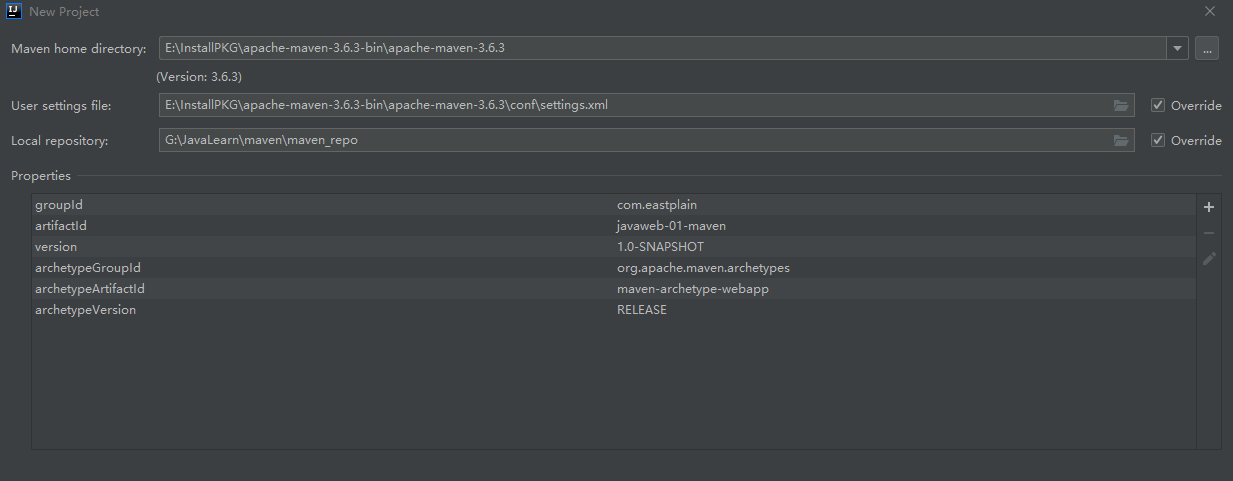 New Project
Maven home directory: E:\InstallPKG\apache-maven-3.6.3-bin\apache-maven-3.6.3 ...
(Version: 3.6.3)
User settings file: E:\InstallPKG\apache-maven-3.6.3-bin\apache-maven-3.6.3\conf\settings.xml Override
Local repository: G:\JavaLearn\maven\maven_repo Override
Properties
groupId com.eastplain
artifactId javaweb-01-maven
version 1.0-SNAPSHOT
archetypeGroupId org.apache.maven.archetypes
archetypeArtifactId maven-archetype-webapp
archetypeVersion RELEASE